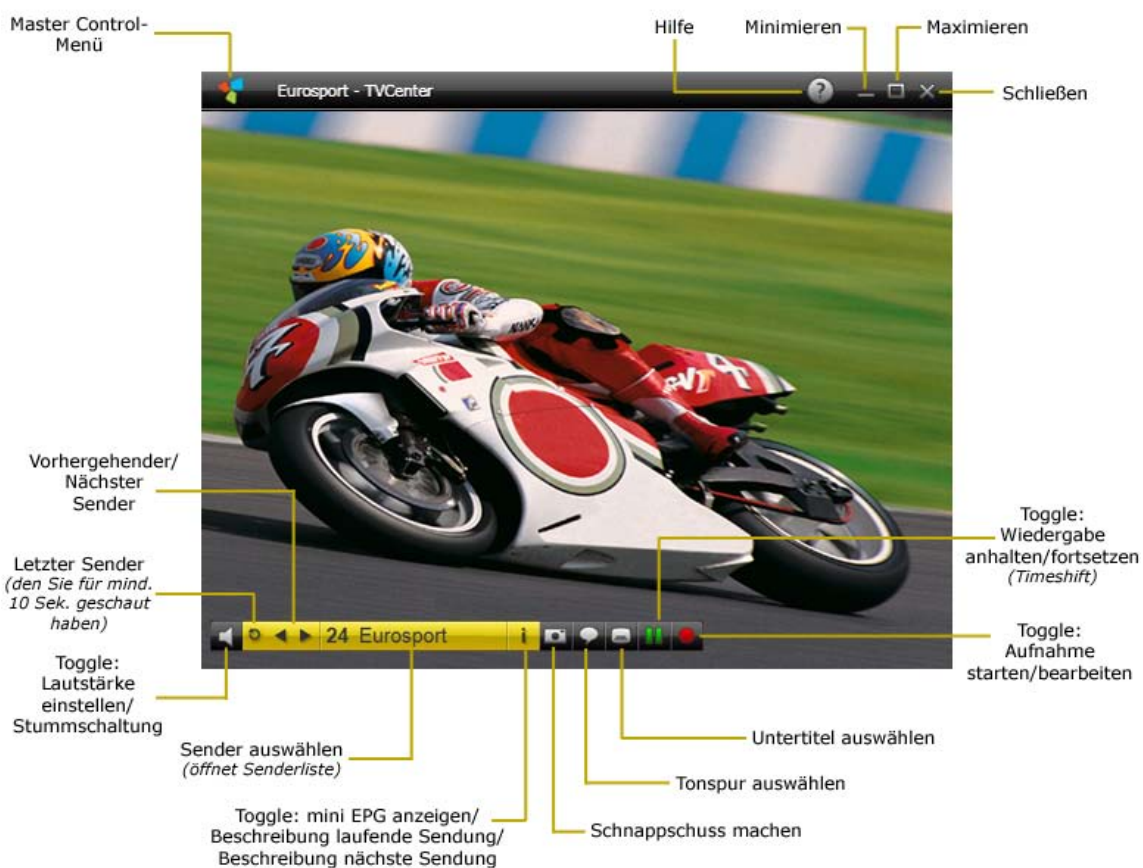 Master Control-
Menü
Hilfe
Minimieren
Maximieren
Schließen
Eurosport - TVCenter
?
Vorhergehender/
Nächster
Sender
Letzter Sender
(den Sie für mind.
10 Sek. geschaut
haben)
Toggle:
Lautstärke
einstellen/
Stummschaltung
24 Eurosport
i
Toggle:
Wiedergabe
anhalten/fortsetzen
(Timeshift)
Toggle:
Aufnahme
starten/bearbeiten
Sender auswählen
(öffnet Senderliste)
Untertitel auswählen
Tonspur auswählen
Schnappschuss machen
Toggle: mini EPG anzeigen/
Beschreibung laufende Sendung/
Beschreibung nächste Sendung